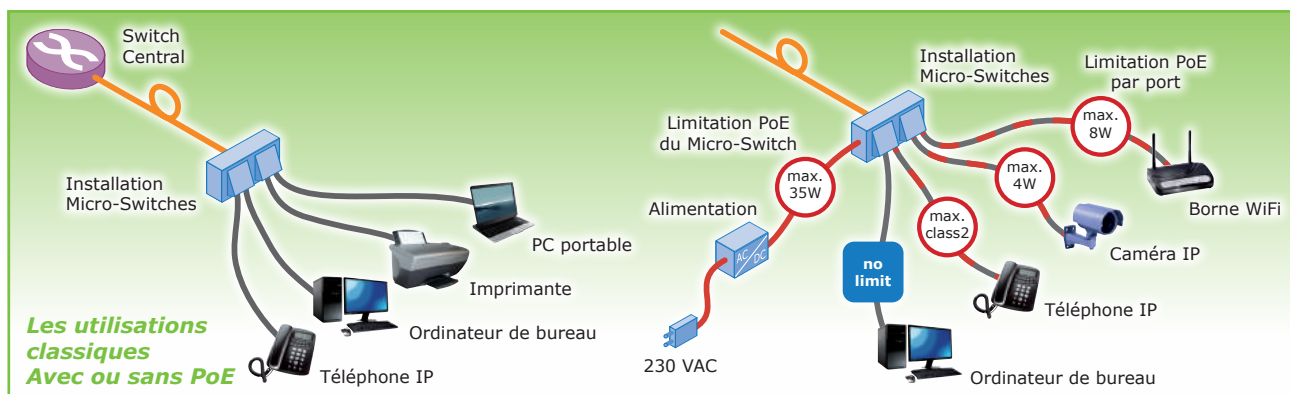 Switch
Central
Installation
Micro-Switches
PC portable
Imprimante
Ordinateur de bureau
Téléphone IP
Les utilisations
classiques
Avec ou sans PoE
Installation
Micro-Switches
Limitation PoE
par port
max.
8W
Limitation PoE
du Micro-Switch
max.
35W
max.
4W
Borne WiFi
Alimentation
max.
class2
Caméra IP
AC/DC
no
limit
Téléphone IP
230 VAC
Ordinateur de bureau